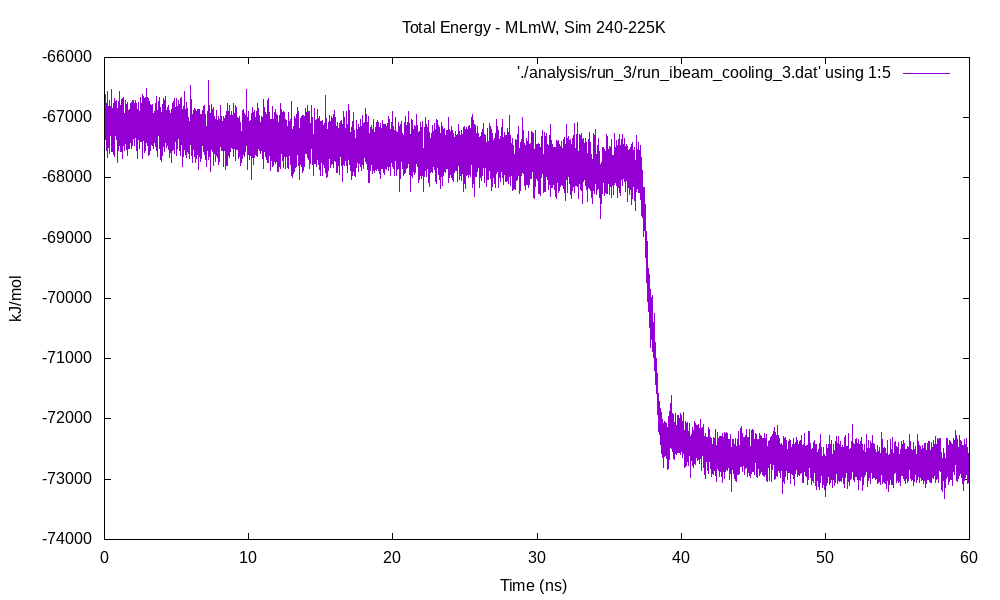 Total Energy - MLmW, Sim 240-225K
'./analysis/run_3/run_ibeam_cooling_3.dat' using 1:5
-66000
-67000
-68000
-69000
-70000
-71000
-72000
-73000
-74000
kJ/mol
0 10 20 30 40 50 60
Time (ns)